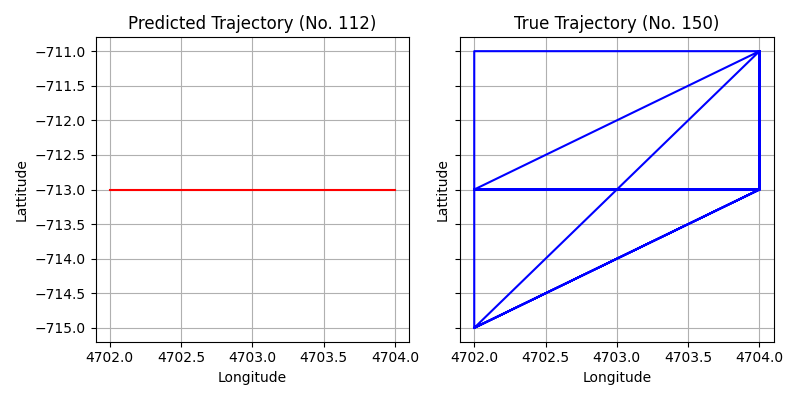 Predicted Trajectory (No. 112)
True Trajectory (No. 150)
−711.0
−711.5
−712.0
−712.5
−713.0
−713.5
−714.0
−714.5
−715.0
Lattitude
Lattitude
4702.0 4702.5 4703.0 4703.5 4704.0
4702.0 4702.5 4703.0 4703.5 4704.0
Longitude
Longitude